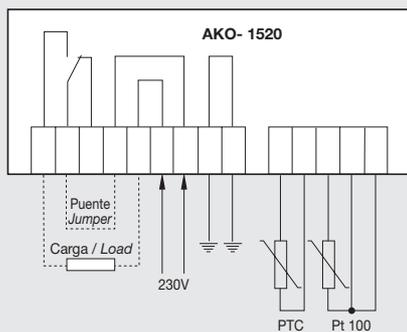 AKO- 1520
Puente
Jumper
Carga / Load
230V
PTC
Pt 100